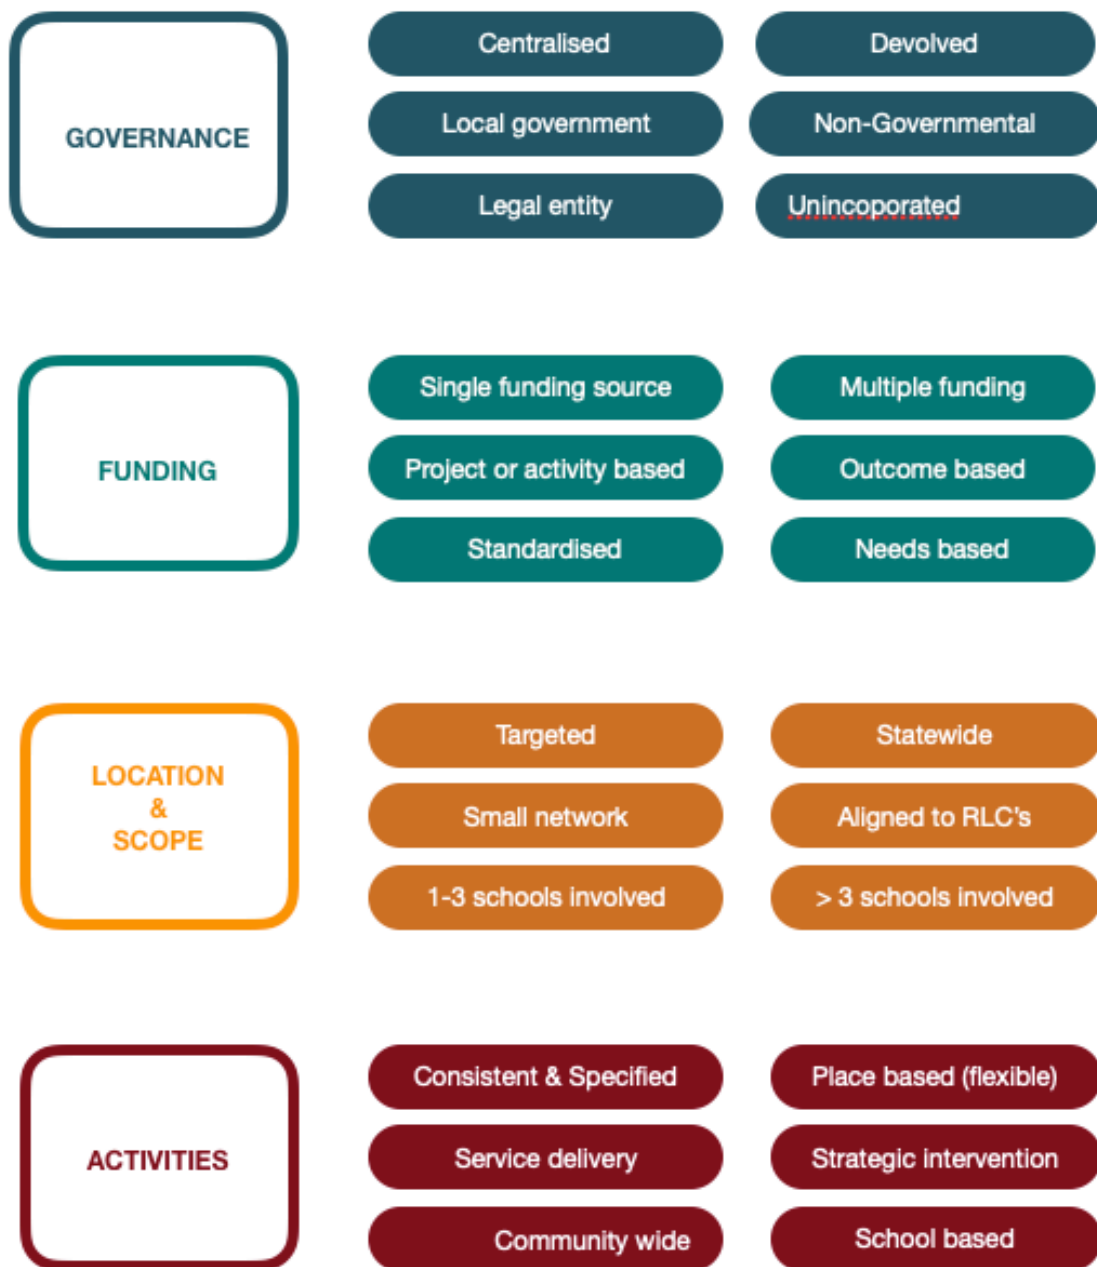 GOVERNANCE
Centralised
Devolved
Local government
Non-Governmental
Legal entity
Unincoporated
FUNDING
Single funding source
Multiple funding
Project or activity based
Outcome based
Standardised
Needs based
LOCATION
&
SCOPE
Targeted
Statewide
Small network
Aligned to RLC's
1-3 schools involved
> 3 schools involved
ACTIVITIES
Consistent & Specified
Place based (flexible)
Service delivery
Strategic intervention
Community wide
School based